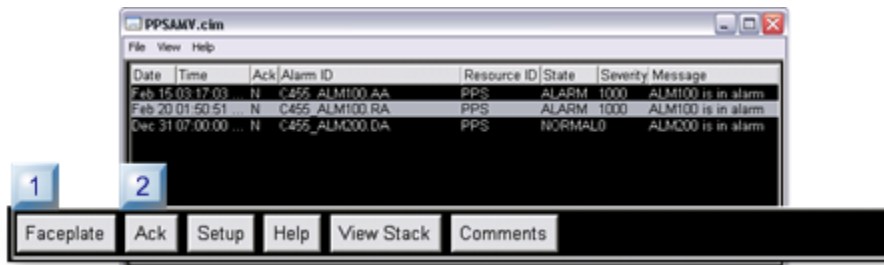 PPSAMV.cim
File View Help
Date Time Ack Alarm ID Resource ID State Severity Message
Feb 15 03:17:03 ... N C455_ALM100.AA PPS ALARM 1000 ALM100 is in alarm
Feb 20 01:50:51 ... N C455_ALM100.RA PPS ALARM 1000 ALM100 is in alarm
Dec 31 07:00:00 ... N C455_ALM200.DA PPS NORMAL 0 ALM200 is in alarm
1 2
Faceplate Ack Setup Help View Stack Comments